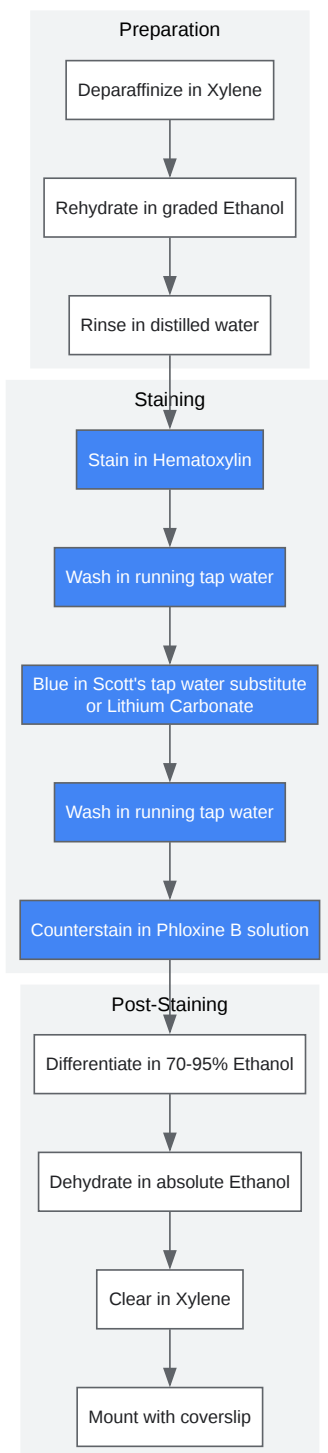 Preparation
Deparaffinize in Xylene
Rehydrate in graded Ethanol
Rinse in distilled water
Staining
Stain in Hematoxylin
Wash in running tap water
Blue in Scott's tap water substitute
or Lithium Carbonate
Wash in running tap water
Counterstain in Phloxine B solution
Post-Staining
Differentiate in 70-95% Ethanol
Dehydrate in absolute Ethanol
Clear in Xylene
Mount with coverslip